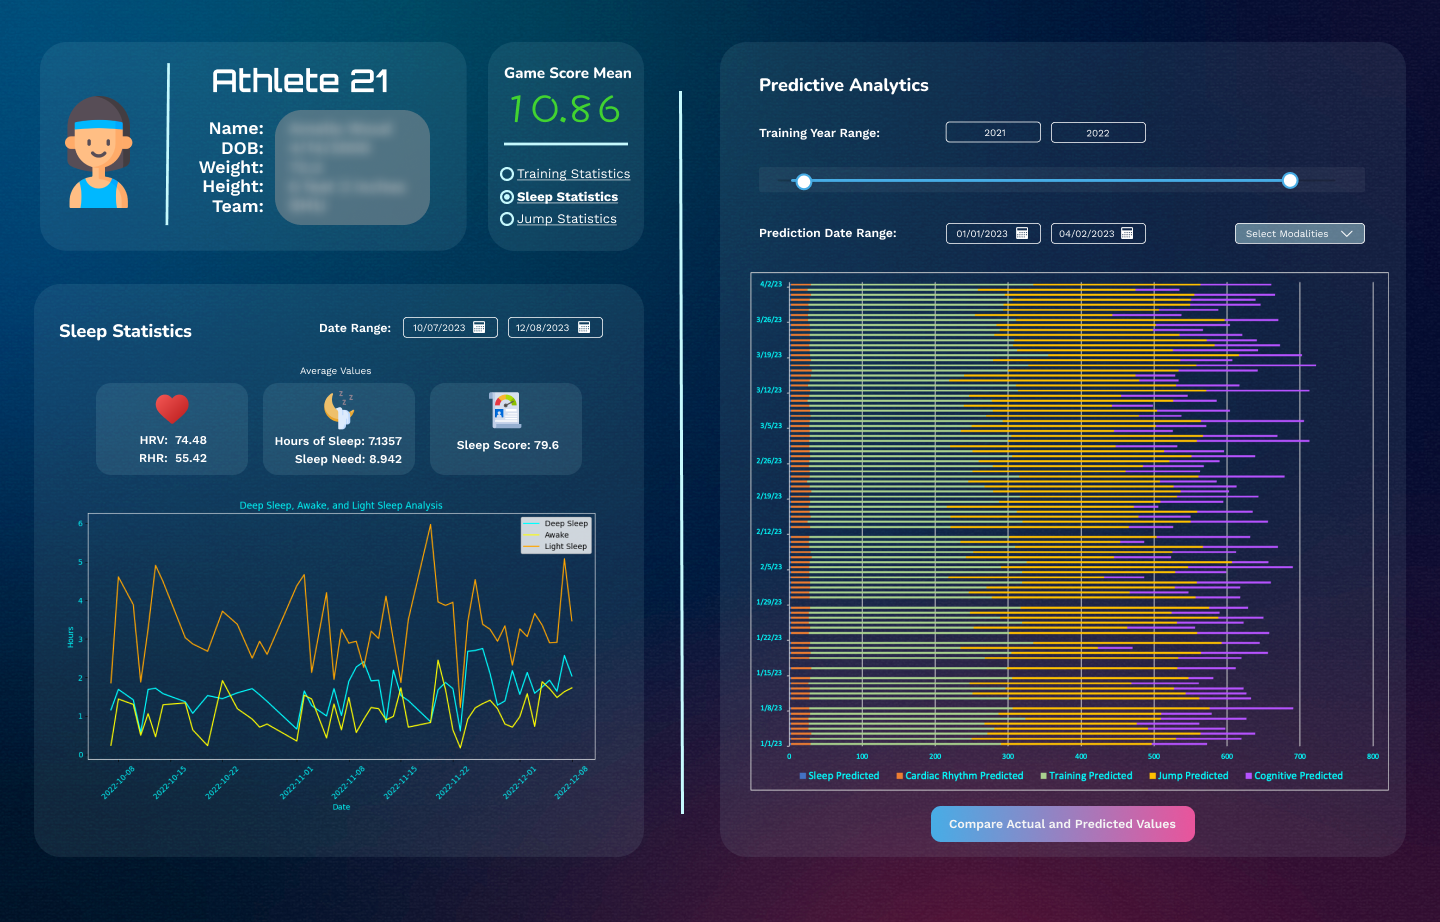 Athlete 21
Name:
DOB:
Weight:
Height:
Team:
Game Score Mean
10.86
Training Statistics
Sleep Statistics
Jump Statistics
Sleep Statistics
Date Range: 10/07/2023 12/08/2023
Average Values
HRV: 74.48
RHR: 55.42
z z z
Hours of Sleep: 7.1357
Sleep Need: 8.942
Sleep Score: 79.6
Deep Sleep, Awake, and Light Sleep Analysis
Deep Sleep
Awake
Light Sleep
6
5
4
3
2
1
0
Hours
2022-10-08 2022-10-15 2022-10-22 2022-11-01 2022-11-08 2022-11-15 2022-11-22 2022-12-01 2022-12-08
Date
Predictive Analytics
Training Year Range: 2021 2022
Prediction Date Range: 01/01/2023 04/02/2023 Select Modalities
4/2/23
3/26/23
3/19/23
3/12/23
3/5/23
2/26/23
2/19/23
2/12/23
2/5/23
1/29/23
1/22/23
1/15/23
1/8/23
1/1/23
0 100 200 300 400 500 600 700 800
Sleep Predicted Cardiac Rhythm Predicted Training Predicted Jump Predicted Cognitive Predicted
Compare Actual and Predicted Values